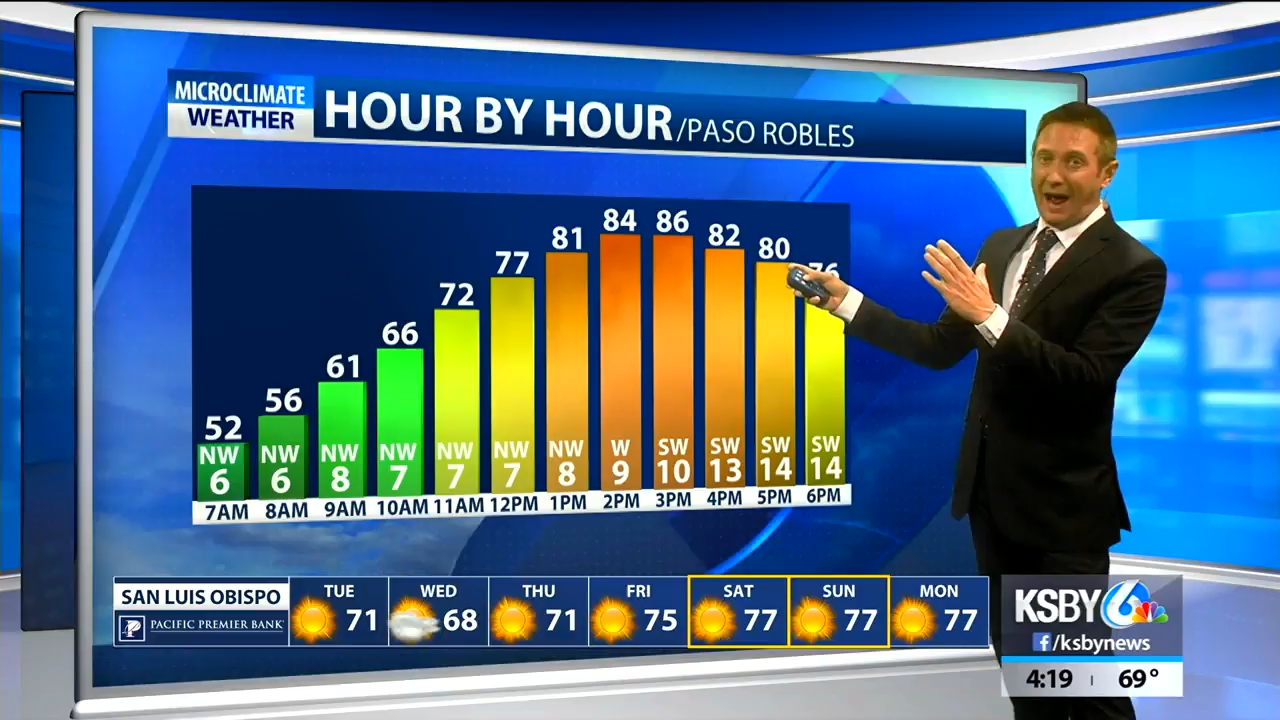 MICROCLIMATE
WEATHER
HOUR BY HOUR/PASO ROBLES
52 56 61 66 72 77 81 84 86 82 80 76
NW NW NW NW NW NW NW W SW SW SW SW
6 6 8 7 7 7 8 9 10 13 14 14
7AM 8AM 9AM 10AM 11AM 12PM 1PM 2PM 3PM 4PM 5PM 6PM
SAN LUIS OBISPO
PACIFIC PREMIER BANK
TUE WED THU FRI SAT SUN MON
71 68 71 75 77 77 77
KSBY 6
f/ksbynews
4:19 69°